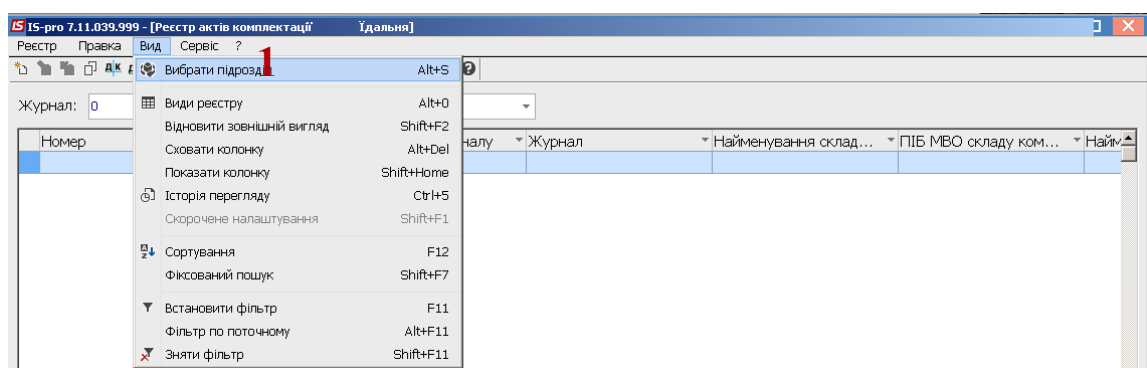 IS-pro 7.11.039.999 - [Реєстр актів комплектації Їдальня]
Реєстр Правка Вид Сервіс ?
1
Вибрати підрозділ Alt+S
Журнал: 0
Види реєстру Alt+0
Відновити зовнішній вигляд Shift+F2
Номер налу Журнал Найменування склад... ПІБ МВО складу ком... Найм
Сховати колонку Alt+Del
Показати колонку Shift+Home
Історія перегляду Ctrl+5
Скорочене налаштування Shift+F1
Сортування F12
Фіксований пошук Shift+F7
Встановити фільтр F11
Фільтр по поточному Alt+F11
Зняти фільтр Shift+F11